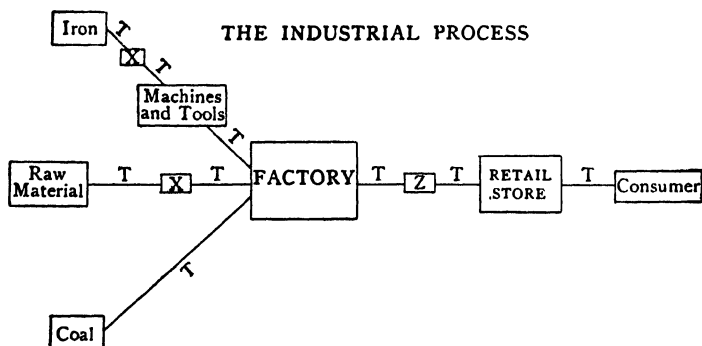 THE INDUSTRIAL PROCESS
Iron
T
X
T
Machines
and Tools
T
Raw
Material
T
X
T
FACTORY
T
Z
T
RETAIL
STORE
T
Consumer
T
Coal